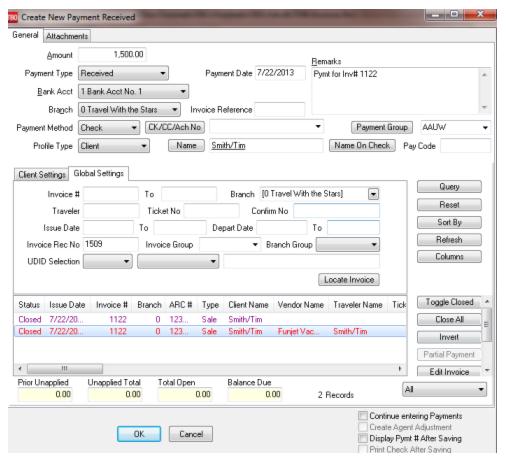 TBO Create New Payment Received
General Attachments
Amount 1,500.00
Remarks
Payment Type Received Payment Date 7/22/2013 Pymt for Inv# 1122
Bank Acct 1 Bank Acct No. 1
Branch 0 Travel With the Stars Invoice Reference
Payment Method Check CK/CC/Ach No Payment Group AAUW
Profile Type Client Name Smith/Tim Name On Check Pay Code
Client Settings Global Settings
Invoice # To Branch [0 Travel With the Stars] Query
Traveler Ticket No Confirm No Reset
Issue Date To Depart Date To Sort By
Invoice Rec No 1509 Invoice Group Branch Group Refresh
UDID Selection Columns
Locate Invoice
Status Issue Date Invoice # Branch ARC # Type Client Name Vendor Name Traveler Name Tick Toggle Closed
Closed 7/22/20... 1122 0 123... Sale Smith/Tim Close All
Closed 7/22/20... 1122 0 123... Sale Smith/Tim Funjet Vac... Smith/Tim Invert
Partial Payment
Edit Invoice
Prior Unapplied Unapplied Total Total Open Balance Due All
0.00 0.00 0.00 0.00 2 Records
Continue entering Payments
Create Agent Adjustment
OK Cancel Display Pymt # After Saving
Print Check After Saving